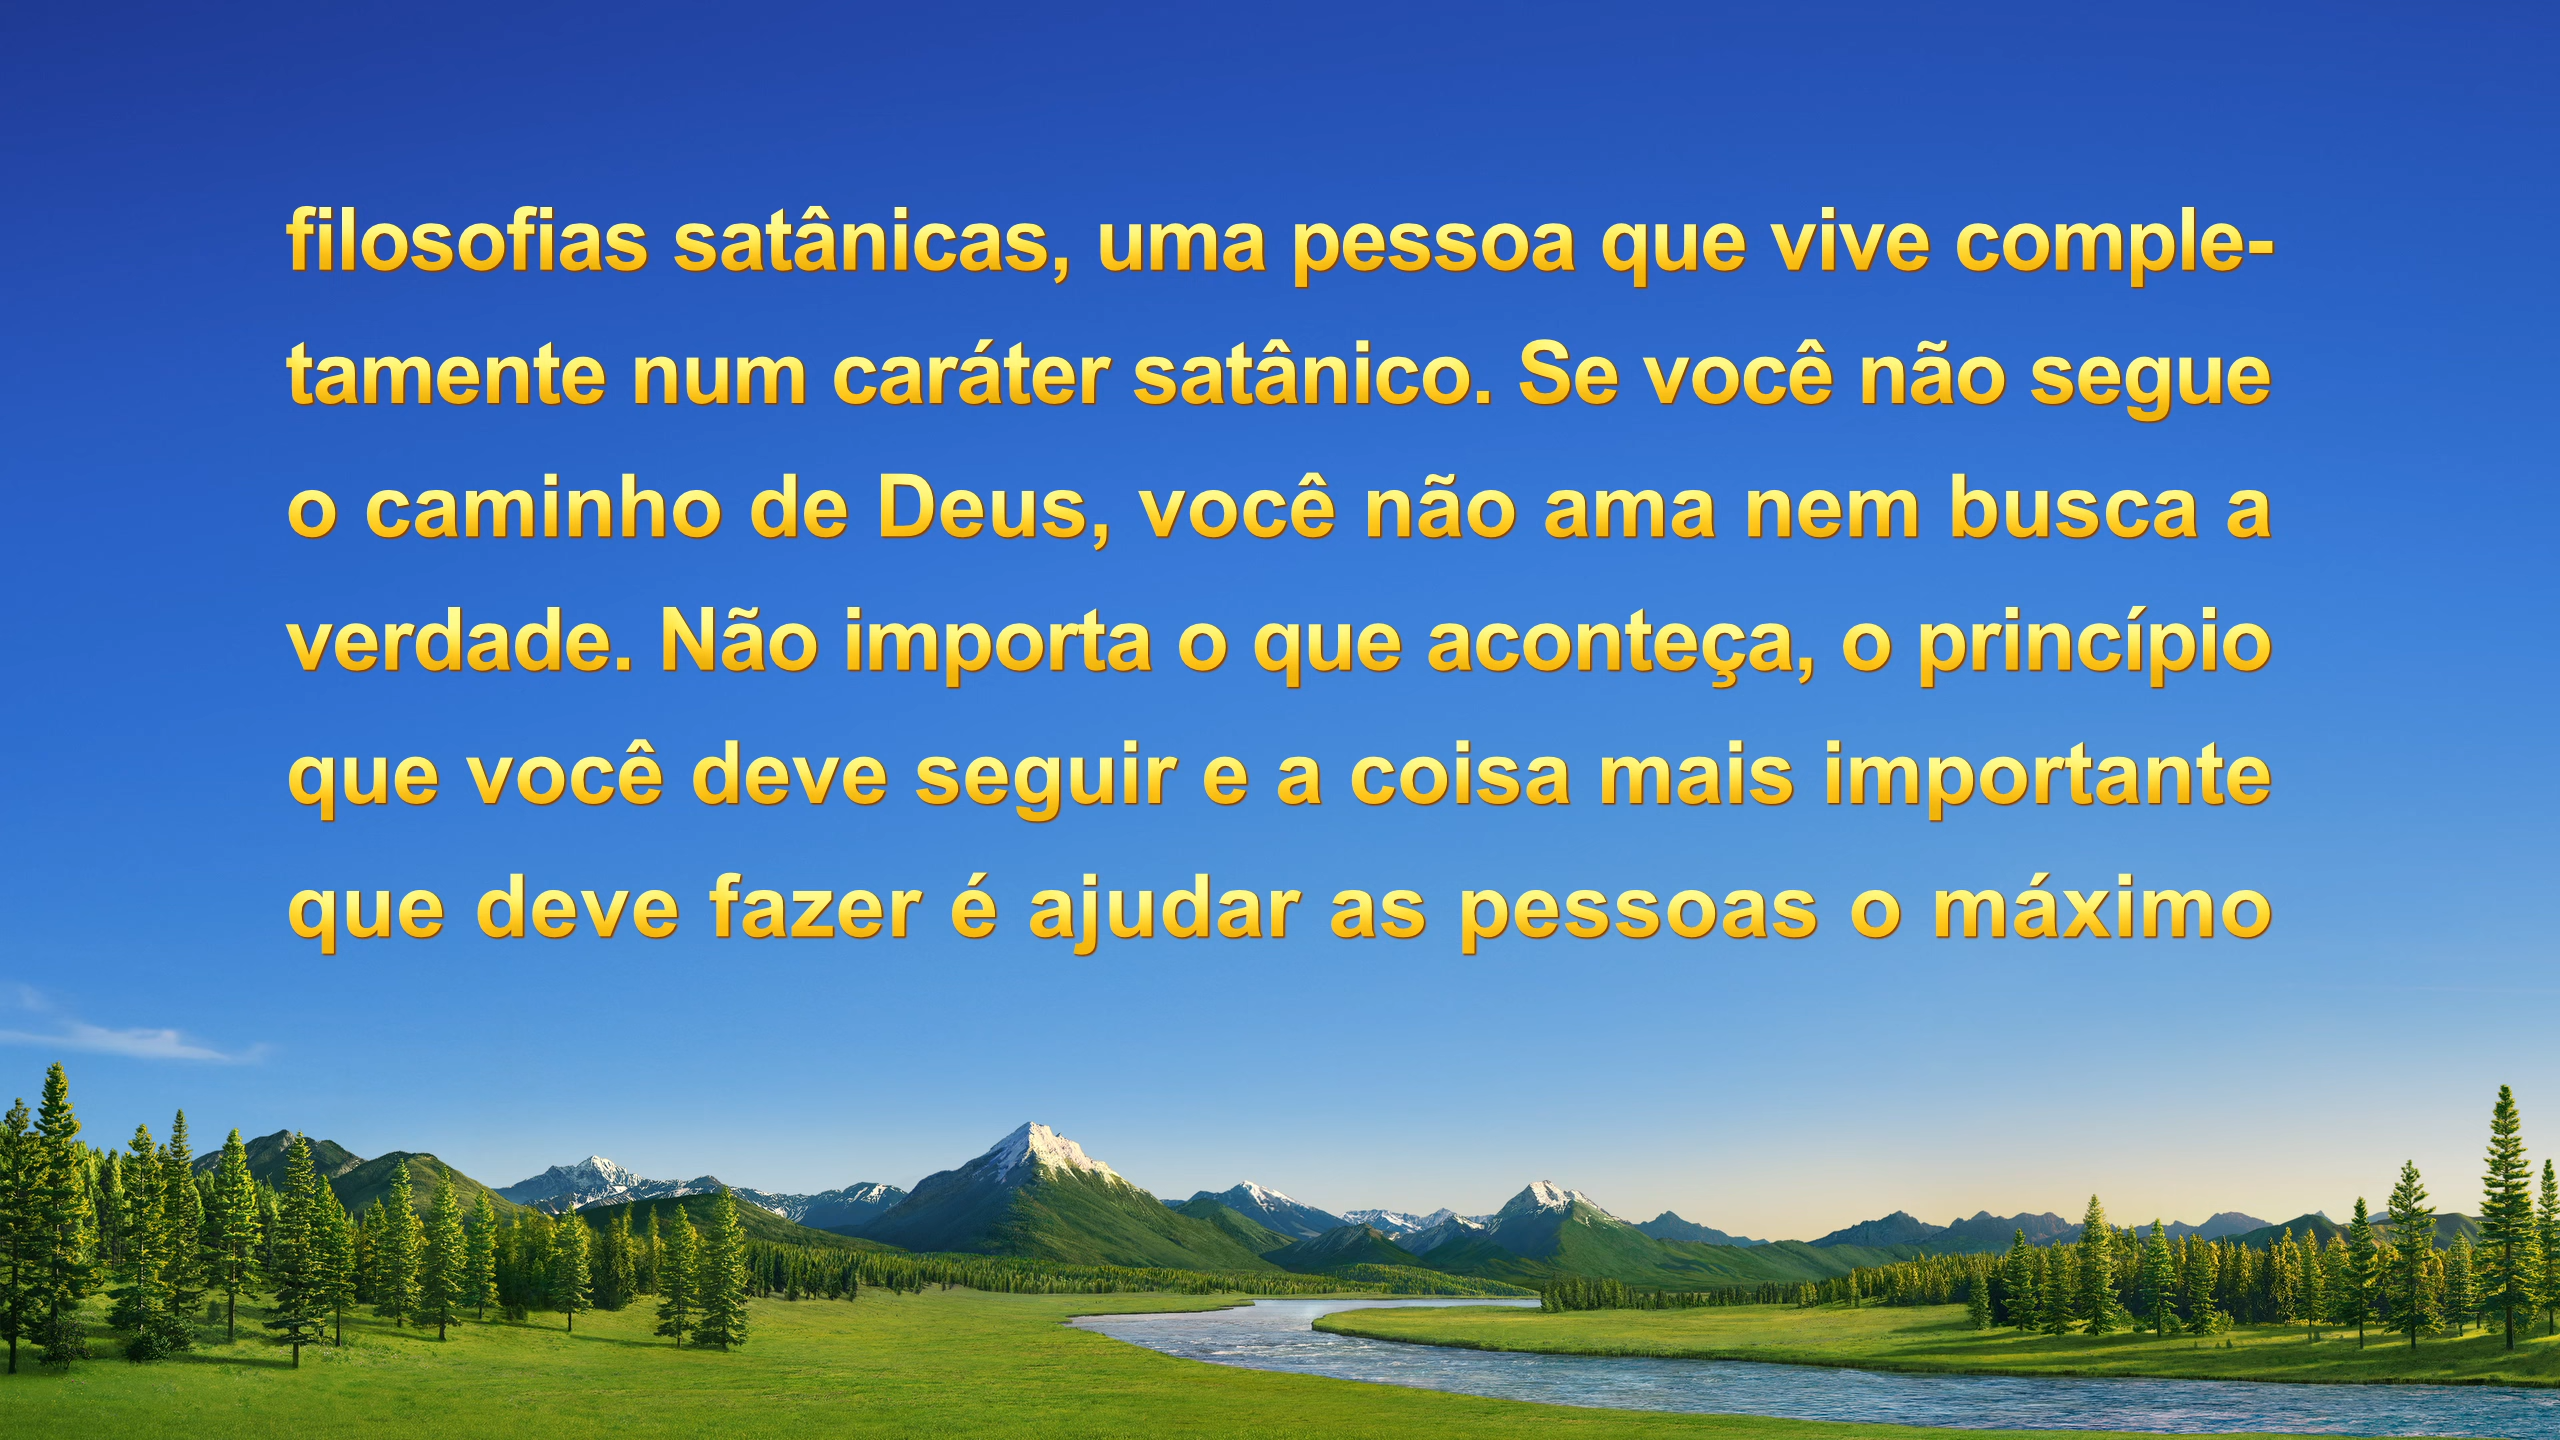 filosofias satânicas, uma pessoa que vive comple-
tamente num caráter satânico. Se você não segue
o caminho de Deus, você não ama nem busca a
verdade. Não importa o que aconteça, o princípio
que você deve seguir e a coisa mais importante
que deve fazer é ajudar as pessoas o máximo